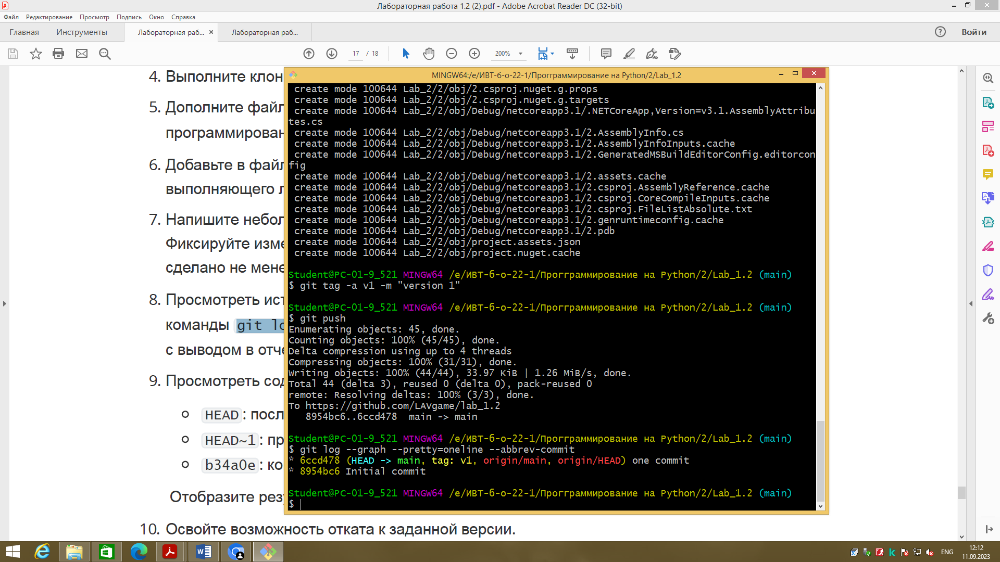 Лабораторная работа 1.2 (2).pdf - Adobe Acrobat Reader DC (32-bit)
Файл Редактирование Просмотр Подпись Окно Справка
Главная Инструменты Лабораторная раб... × Лабораторная раб... Войти
17 / 18 200%
4. Выполните клон
5. Дополните файл
программирован
6. Добавьте в файл
выполняющего л
7. Напишите небол
Фиксируйте изме
сделано не мене
8. Просмотреть ист
команды git lo
с выводом в отче
9. Просмотреть сод
HEAD: посл
HEAD~1: пр
b34a0e: ко
Отобразите резу
10. Освойте возможность отката к заданной версии.
MINGW64:/e/ИВТ-б-о-22-1/Прогграммирование на Python/2/Lab_1.2
create mode 100644 Lab_2/2/obj/2.csproj.nuget.g.props
create mode 100644 Lab_2/2/obj/2.csproj.nuget.g.targets
create mode 100644 Lab_2/2/obj/Debug/netcoreapp3.1/.NETCoreApp,Version=v3.1.AssemblyAttribu
tes.cs
create mode 100644 Lab_2/2/obj/Debug/netcoreapp3.1/2.AssemblyInfo.cs
create mode 100644 Lab_2/2/obj/Debug/netcoreapp3.1/2.AssemblyInfoInputs.cache
create mode 100644 Lab_2/2/obj/Debug/netcoreapp3.1/2.GeneratedMSBuildEditorConfig.editorcon
fig
create mode 100644 Lab_2/2/obj/Debug/netcoreapp3.1/2.assets.cache
create mode 100644 Lab_2/2/obj/Debug/netcoreapp3.1/2.csproj.AssemblyReference.cache
create mode 100644 Lab_2/2/obj/Debug/netcoreapp3.1/2.csproj.CoreCompileInputs.cache
create mode 100644 Lab_2/2/obj/Debug/netcoreapp3.1/2.csproj.FileListAbsolute.txt
create mode 100644 Lab_2/2/obj/Debug/netcoreapp3.1/2.genruntimeconfig.cache
create mode 100644 Lab_2/2/obj/Debug/netcoreapp3.1/2.pdb
create mode 100644 Lab_2/2/obj/project.assets.json
create mode 100644 Lab_2/2/obj/project.nuget.cache
Student@PC-01-9_521 MINGW64 /e/ИВТ-б-о-22-1/Прогграммирование на Python/2/Lab_1.2 (main)
$ git tag -a v1 -m "version 1"
Student@PC-01-9_521 MINGW64 /e/ИВТ-б-о-22-1/Прогграммирование на Python/2/Lab_1.2 (main)
$ git push
Enumerating objects: 45, done.
Counting objects: 100% (45/45), done.
Delta compression using up to 4 threads
Compressing objects: 100% (31/31), done.
Writing objects: 100% (44/44), 33.97 KiB | 1.26 MiB/s, done.
Total 44 (delta 3), reused 0 (delta 0), pack-reused 0
remote: Resolving deltas: 100% (3/3), done.
To https://github.com/LAVgame/lab_1.2
8954bc6..6ccd478 main -> main
Student@PC-01-9_521 MINGW64 /e/ИВТ-б-о-22-1/Прогграммирование на Python/2/Lab_1.2 (main)
$ git log --graph --pretty=oneline --abbrev-commit
* 6ccd478 (HEAD -> main, tag: v1, origin/main, origin/HEAD) one commit
* 8954bc6 Initial commit
Student@PC-01-9_521 MINGW64 /e/ИВТ-б-о-22-1/Прогграммирование на Python/2/Lab_1.2 (main)
$
ENG 12:12
11.09.2023